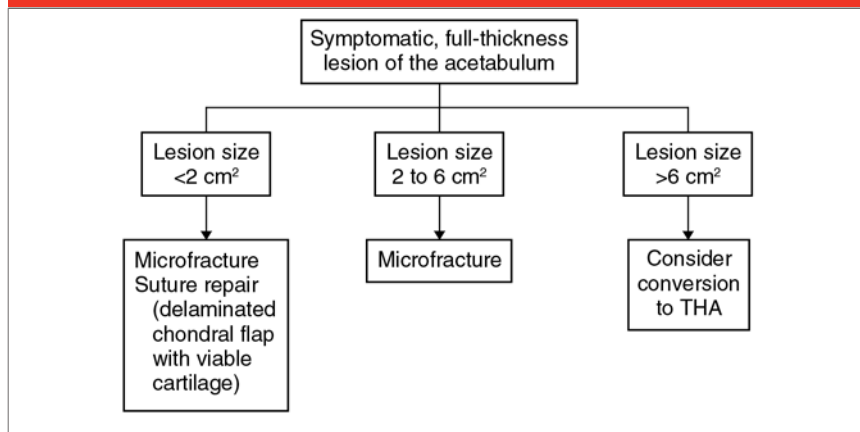 Symptomatic, full-thickness
lesion of the acetabulum
Lesion size
<2 cm²
Lesion size
2 to 6 cm²
Lesion size
>6 cm²
Microfracture
Suture repair
(delaminated
chondral flap
with viable
cartilage)
Microfracture
Consider
conversion
to THA